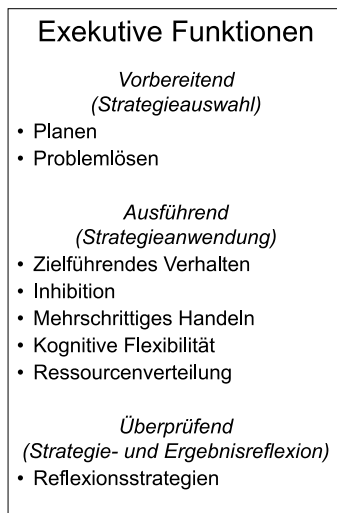 Exekutive Funktionen
Vorbereitend
(Strategieauswahl)
• Planen
• Problemlösen
Ausführend
(Strategieanwendung)
• Zielführendes Verhalten
• Inhibition
• Mehrschrittiges Handeln
• Kognitive Flexibilität
• Ressourcenverteilung
Überprüfend
(Strategie- und Ergebnisreflexion)
• Reflexionsstrategien